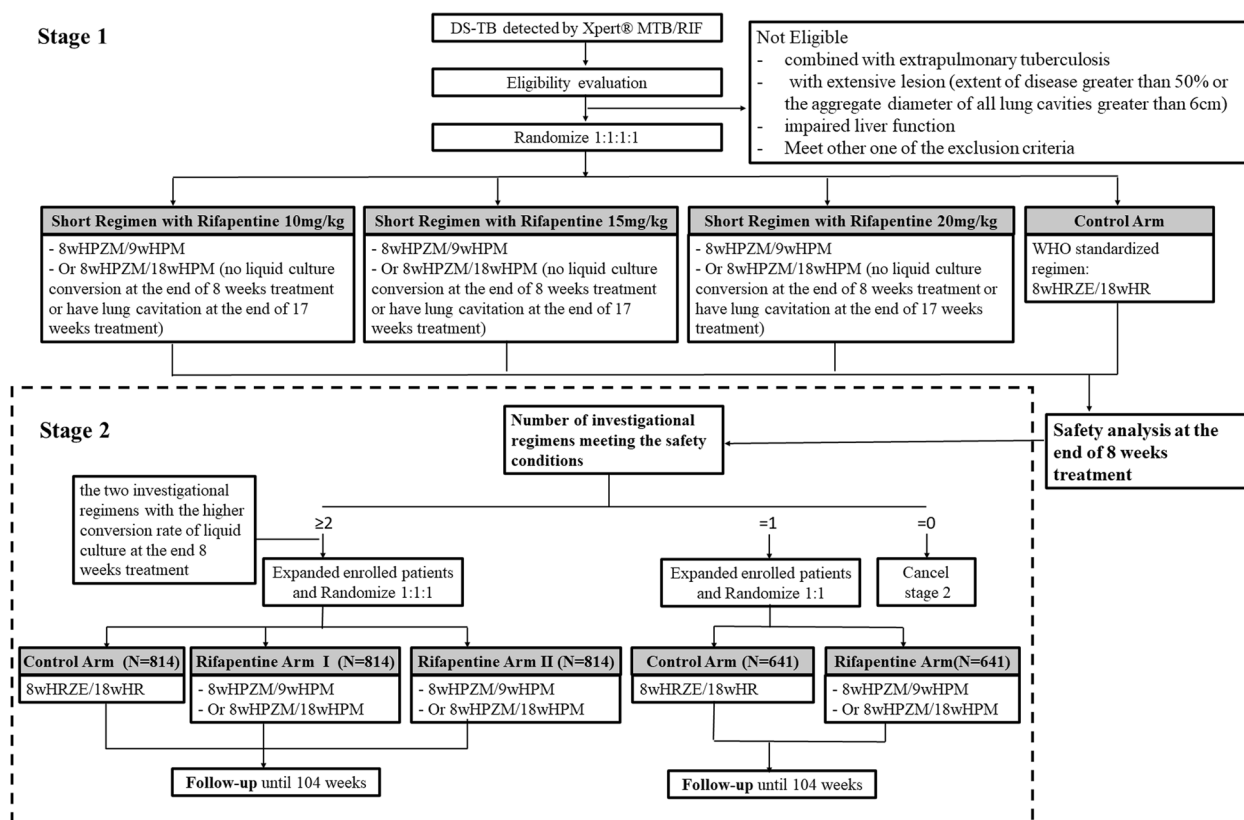 Stage 1
DS-TB detected by Xpert® MTB/RIF
Eligibility evaluation
Randomize 1:1:1:1
Not Eligible
- combined with extrapulmonary tuberculosis
- with extensive lesion (extent of disease greater than 50% or
the aggregate diameter of all lung cavities greater than 6cm)
- impaired liver function
- Meet other one of the exclusion criteria
Short Regimen with Rifapentine 10mg/kg
- 8wHPZM/9wHPM
- Or 8wHPZM/18wHPM (no liquid culture
conversion at the end of 8 weeks treatment
or have lung cavitation at the end of 17
weeks treatment)
Short Regimen with Rifapentine 15mg/kg
- 8wHPZM/9wHPM
- Or 8wHPZM/18wHPM (no liquid culture
conversion at the end of 8 weeks treatment
or have lung cavitation at the end of 17
weeks treatment)
Short Regimen with Rifapentine 20mg/kg
- 8wHPZM/9wHPM
- Or 8wHPZM/18wHPM (no liquid culture
conversion at the end of 8 weeks treatment or
have lung cavitation at the end of 17 weeks
treatment)
Control Arm
WHO standardized
regimen:
8wHRZE/18wHR
Safety analysis at the
end of 8 weeks
treatment
Stage 2
Number of investigational
regimens meeting the safety
conditions
the two investigational
regimens with the higher
conversion rate of liquid
culture at the end 8
weeks treatment
≥2
=1
=0
Expanded enrolled patients
and Randomize 1:1:1
Expanded enrolled patients
and Randomize 1:1
Cancel
stage 2
Control Arm (N=814)
8wHRZE/18wHR
Rifapentine Arm I (N=814)
- 8wHPZM/9wHPM
- Or 8wHPZM/18wHPM
Rifapentine Arm II (N=814)
- 8wHPZM/9wHPM
- Or 8wHPZM/18wHPM
Control Arm (N=641)
8wHRZE/18wHR
Rifapentine Arm(N=641)
- 8wHPZM/9wHPM
- Or 8wHPZM/18wHPM
Follow-up until 104 weeks
Follow-up until 104 weeks